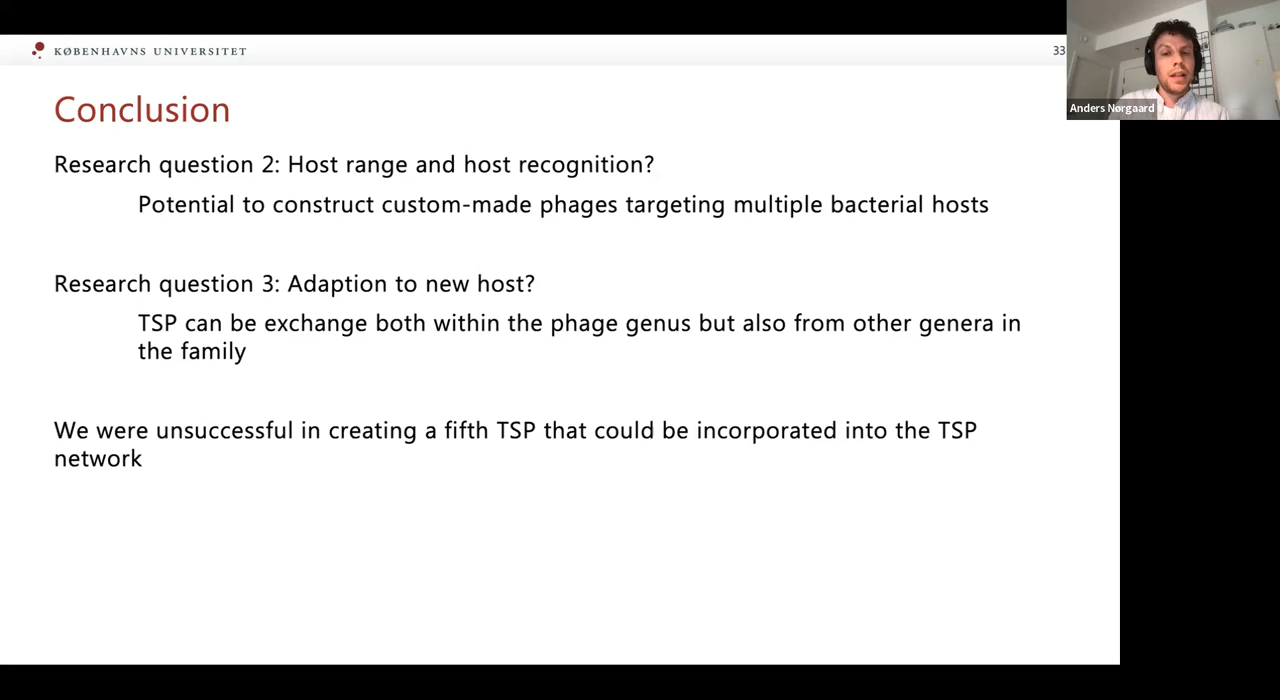 KØBENHAVNS UNIVERSITET
33
Anders Nørgaard
Conclusion
Research question 2: Host range and host recognition?
Potential to construct custom-made phages targeting multiple bacterial hosts
Research question 3: Adaption to new host?
TSP can be exchange both within the phage genus but also from other genera in
the family
We were unsuccessful in creating a fifth TSP that could be incorporated into the TSP
network